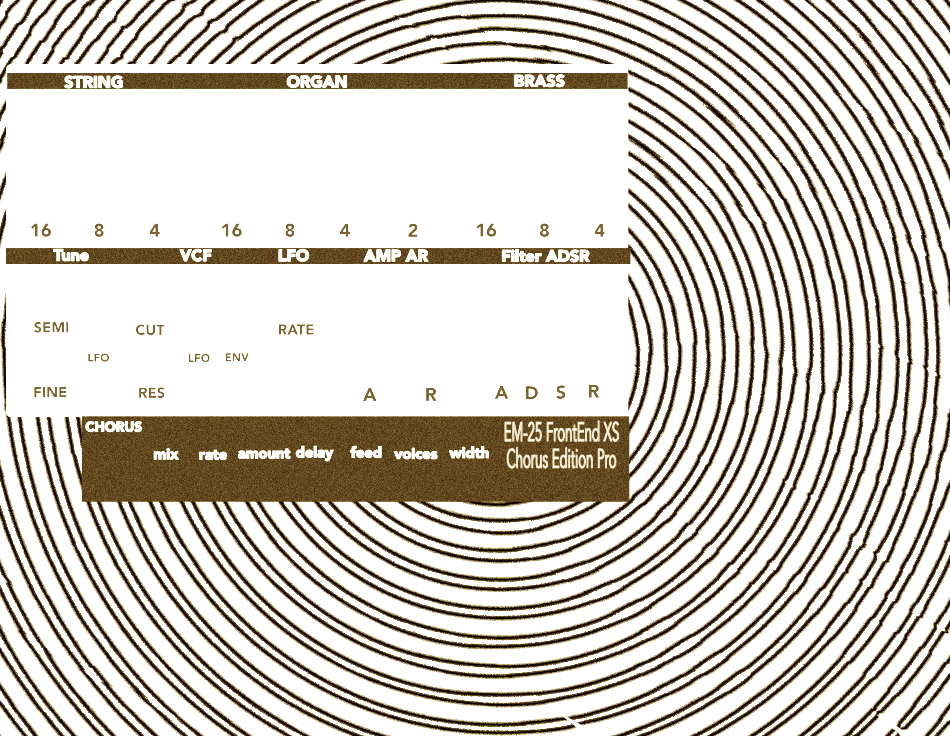 STRING ORGAN BRASS
16 8 4 16 8 4 2 16 8 4
Tune VCF LFO AMP AR Filter ADSR
SEMI CUT RATE
LFO LFO ENV
FINE RES A R A D S R
CHORUS
mix rate amount delay feed voices width
EM-25 FrontEnd XS
Chorus Edition Pro